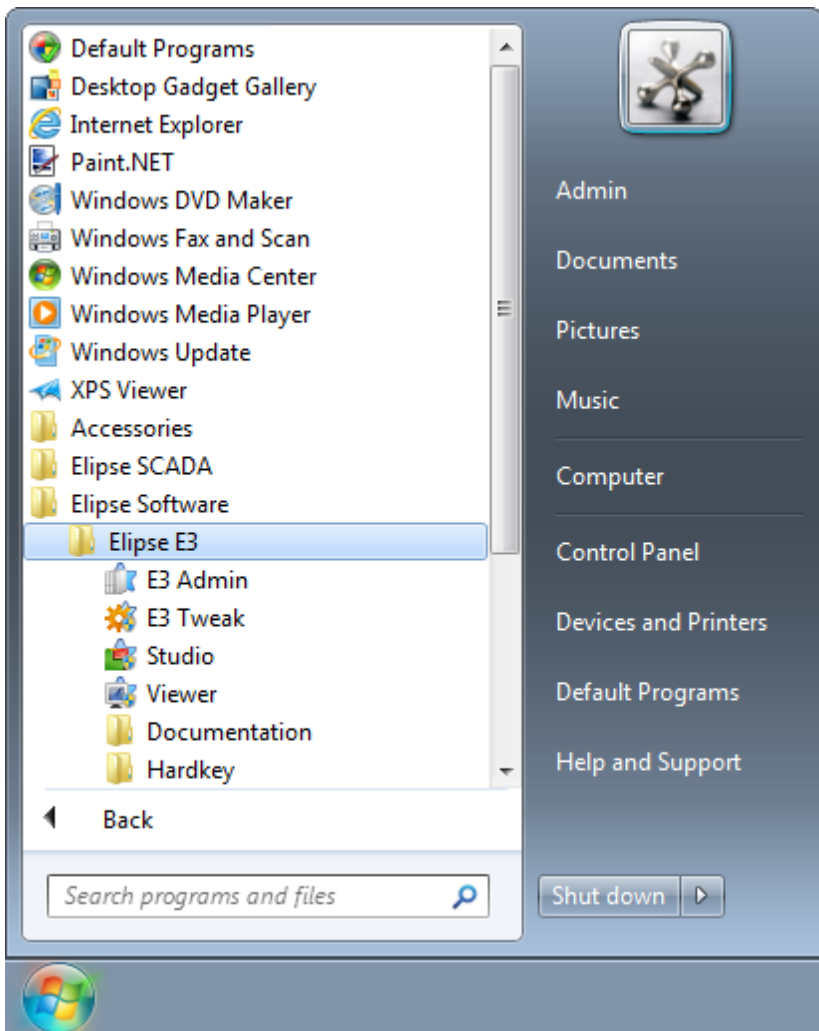 Default Programs
Desktop Gadget Gallery
Internet Explorer
Paint.NET
Windows DVD Maker
Windows Fax and Scan
Windows Media Center
Windows Media Player
Windows Update
XPS Viewer
Accessories
Elipse SCADA
Elipse Software
Elipse E3
E3 Admin
E3 Tweak
Studio
Viewer
Documentation
Hardkey
Back
Search programs and files
Admin
Documents
Pictures
Music
Computer
Control Panel
Devices and Printers
Default Programs
Help and Support
Shut down